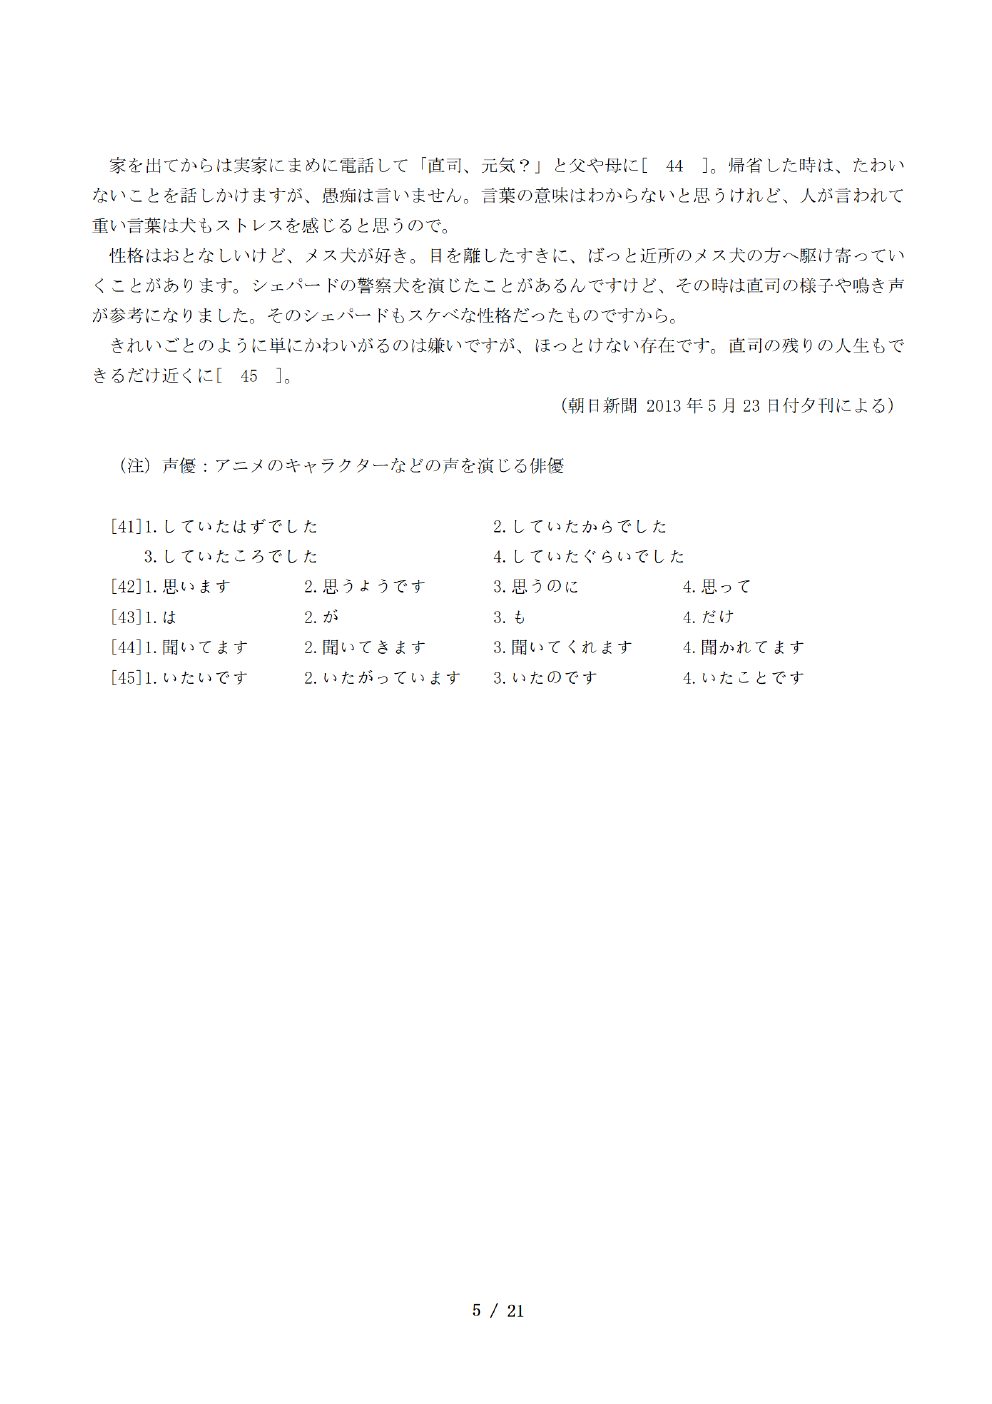 家を出てからは実家にまめに電話して「直司、元気？」と父や母に[　44　]。帰省した時は、たわい
ないことを話しかけますが、愚痴は言いません。言葉の意味はわからないと思うけれど、人が言われて
重い言葉は犬もストレスを感じると思うので。
性格はおとなしいけど、メス犬が好き。目を離したすきに、ぱっと近所のメス犬の方へ駆け寄ってい
くことがあります。シェパードの警察犬を演じたことがあるんですけど、その時は直司の様子や鳴き声
が参考になりました。そのシェパードもスケベな性格だったものですから。
きれいごとのように単にかわいがるのは嫌いですが、ほっとけない存在です。直司の残りの人生もで
きるだけ近くに[　45　]。
（朝日新聞 2013年5月23日付夕刊による）
（注）声優：アニメのキャラクターなどの声を演じる俳優
[41]1.していたはずでした　2.していたからでした
3.していたころでした　4.していたぐらいでした
[42]1.思います　2.思うようです　3.思うのに　4.思って
[43]1.は　2.が　3.も　4.だけ
[44]1.聞いてます　2.聞いてきます　3.聞いてくれます　4.聞かれてます
[45]1.いたいです　2.いたがっています　3.いたのです　4.いたことです
5 / 21